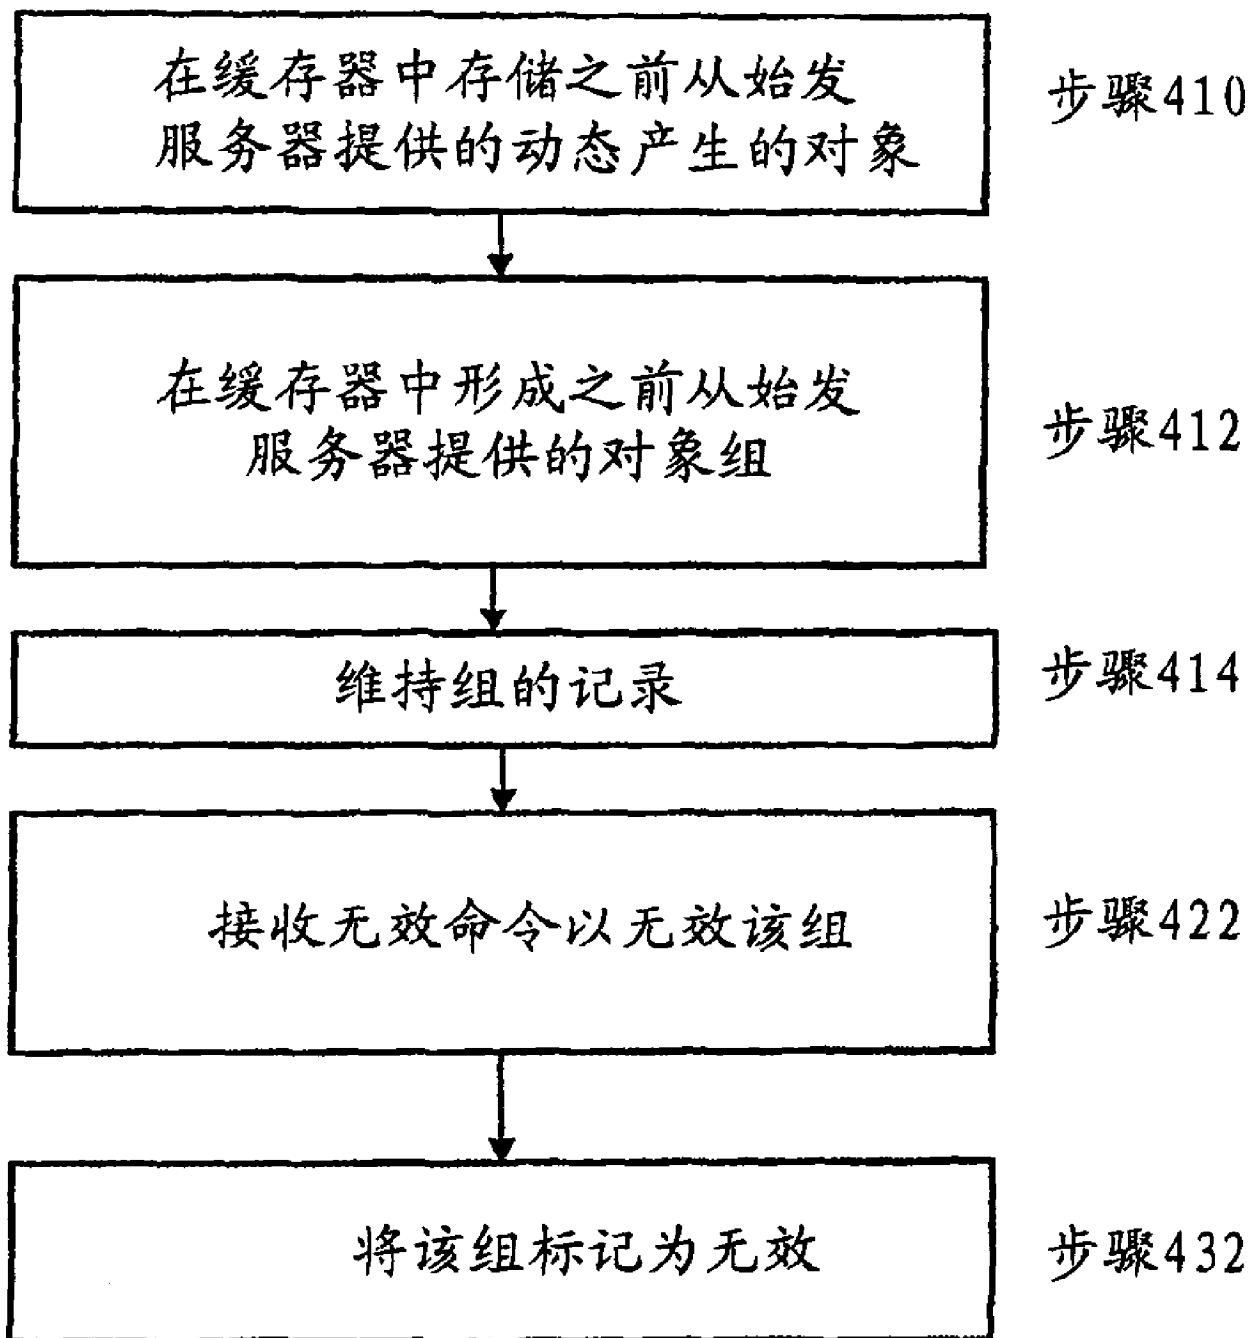 在缓存器中存储之前从始发
服务器提供的动态产生的对象
步骤410
在缓存器中形成之前从始发
服务器提供的对象组
步骤412
维持组的记录
步骤414
接收无效命令以无效该组
步骤422
将该组标记为无效
步骤432